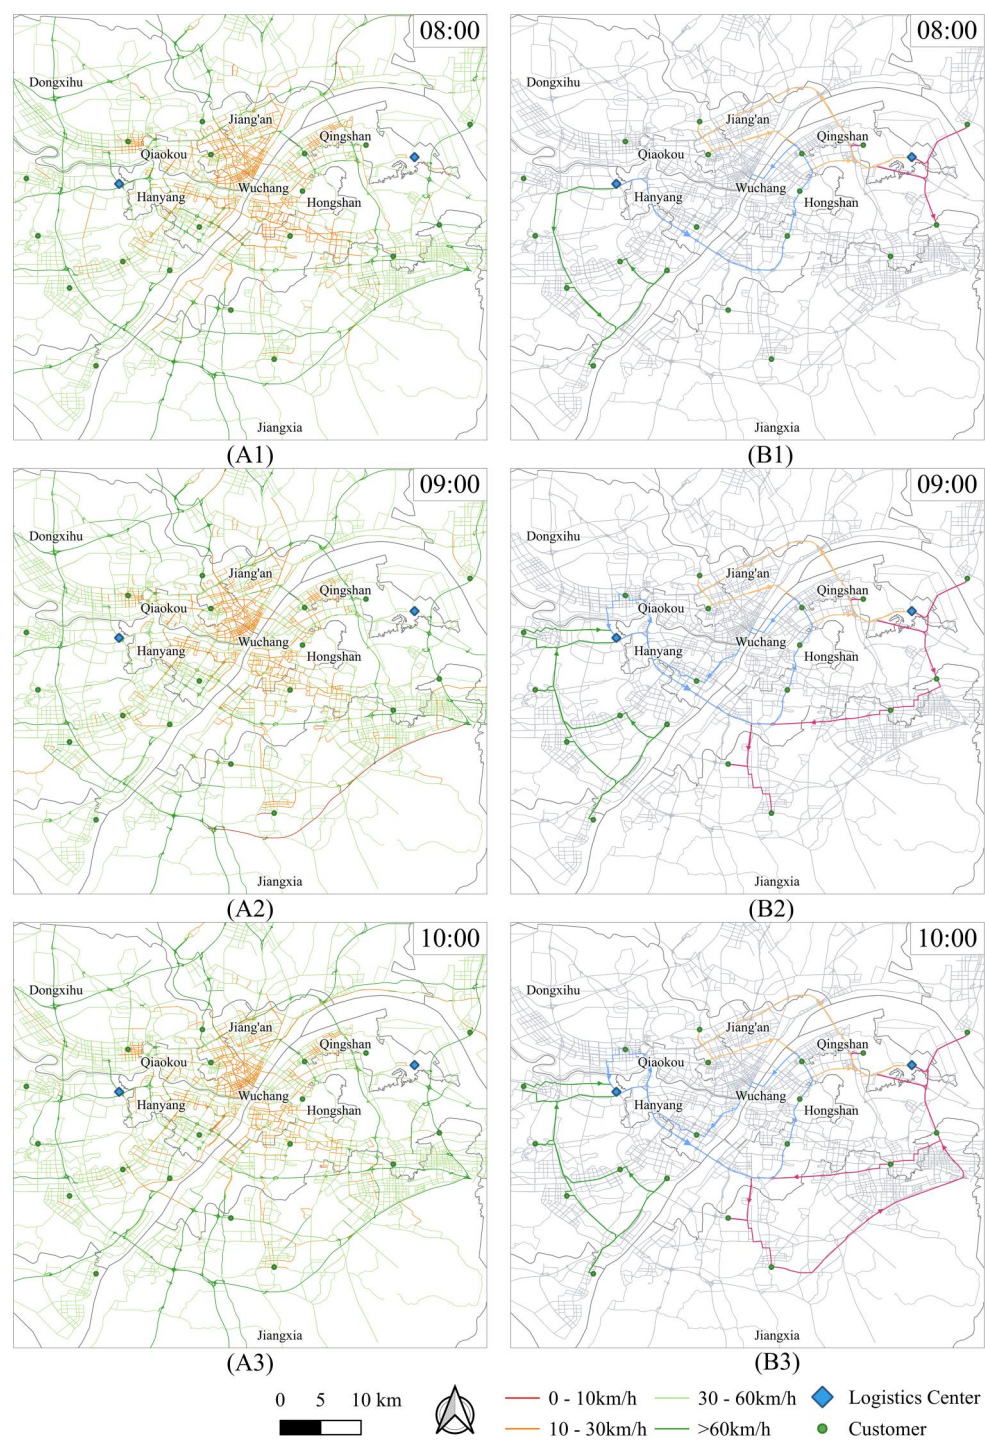 08:00
Dongxihu
Jiang'an
Qingshan
Qiaokou
Wuchang
Hanyang
Hongshan
Jiangxia
(A1)
08:00
Jiang'an
Qingshan
Qiaokou
Wuchang
Hanyang
Hongshan
Jiangxia
(B1)
09:00
Dongxihu
Jiang'an
Qingshan
Qiaokou
Wuchang
Hanyang
Hongshan
Jiangxia
(A2)
09:00
Dongxihu
Jiang'an
Qingshan
Qiaokou
Wuchang
Hanyang
Hongshan
Jiangxia
(B2)
10:00
Dongxihu
Jiang'an
Qingshan
Qiaokou
Wuchang
Hanyang
Hongshan
Jiangxia
(A3)
10:00
Dongxihu
Jiang'an
Qingshan
Qiaokou
Wuchang
Hanyang
Hongshan
Jiangxia
(B3)
0 5 10 km
0 - 10km/h
10 - 30km/h
30 - 60km/h
>60km/h
Logistics Center
Customer